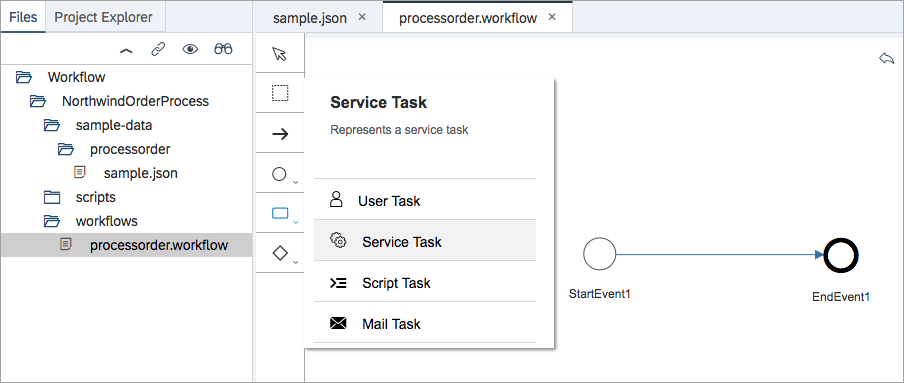 Files
Project Explorer
Workflow
NorthwindOrderProcess
sample-data
processorder
sample.json
scripts
workflows
processorder.workflow
sample.json ×
processorder.workflow ×
Service Task
Represents a service task
User Task
Service Task
Script Task
Mail Task
StartEvent1
EndEvent1